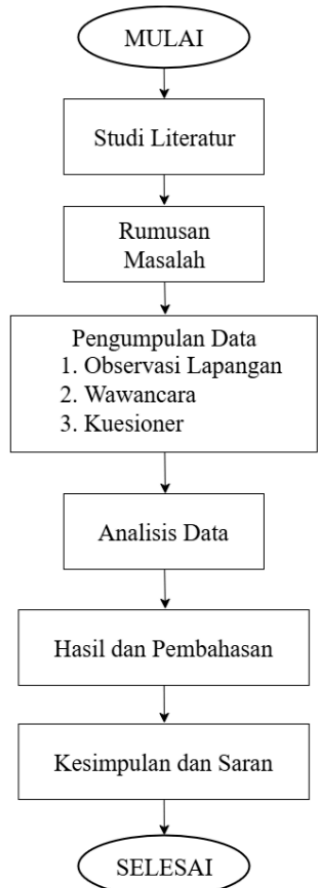 MULAI
Studi Literatur
Rumusan
Masalah
Pengumpulan Data
1. Observasi Lapangan
2. Wawancara
3. Kuesioner
Analisis Data
Hasil dan Pembahasan
Kesimpulan dan Saran
SELESAI